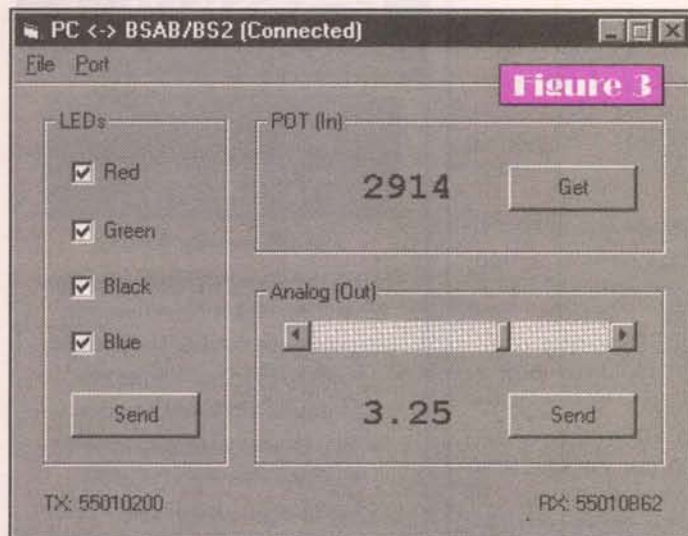 PC <-> BSAB/BS2 (Connected)
File Port
Figure 3
LEDs
Red
Green
Black
Blue
Send
POT (In)
2914
Get
Analog (Out)
3.25
Send
TX: 55010200
RX: 55010B62